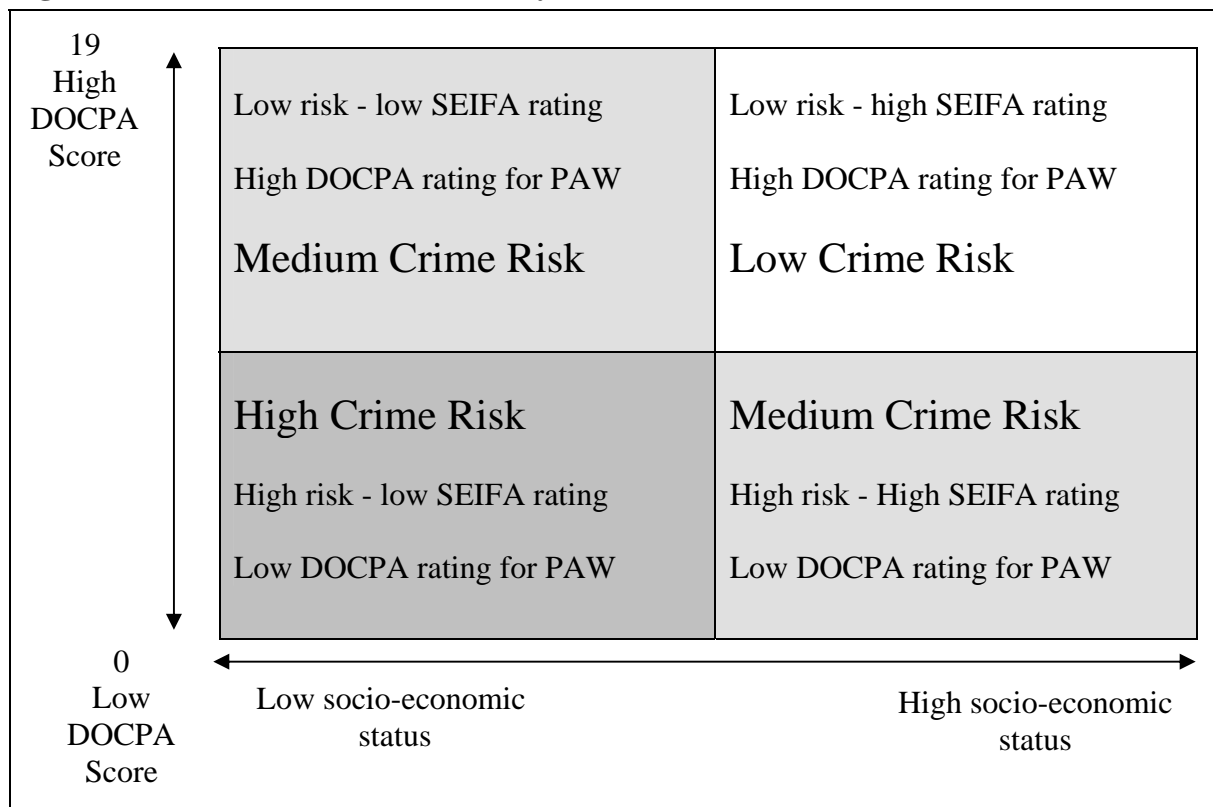 19
High
DOCPA
Score
Low risk - low SEIFA rating
High DOCPA rating for PAW
Medium Crime Risk
Low risk - high SEIFA rating
High DOCPA rating for PAW
Low Crime Risk
High Crime Risk
High risk - low SEIFA rating
Low DOCPA rating for PAW
Medium Crime Risk
High risk - High SEIFA rating
Low DOCPA rating for PAW
0
Low
DOCPA
Score
Low socio-economic
status
High socio-economic
status